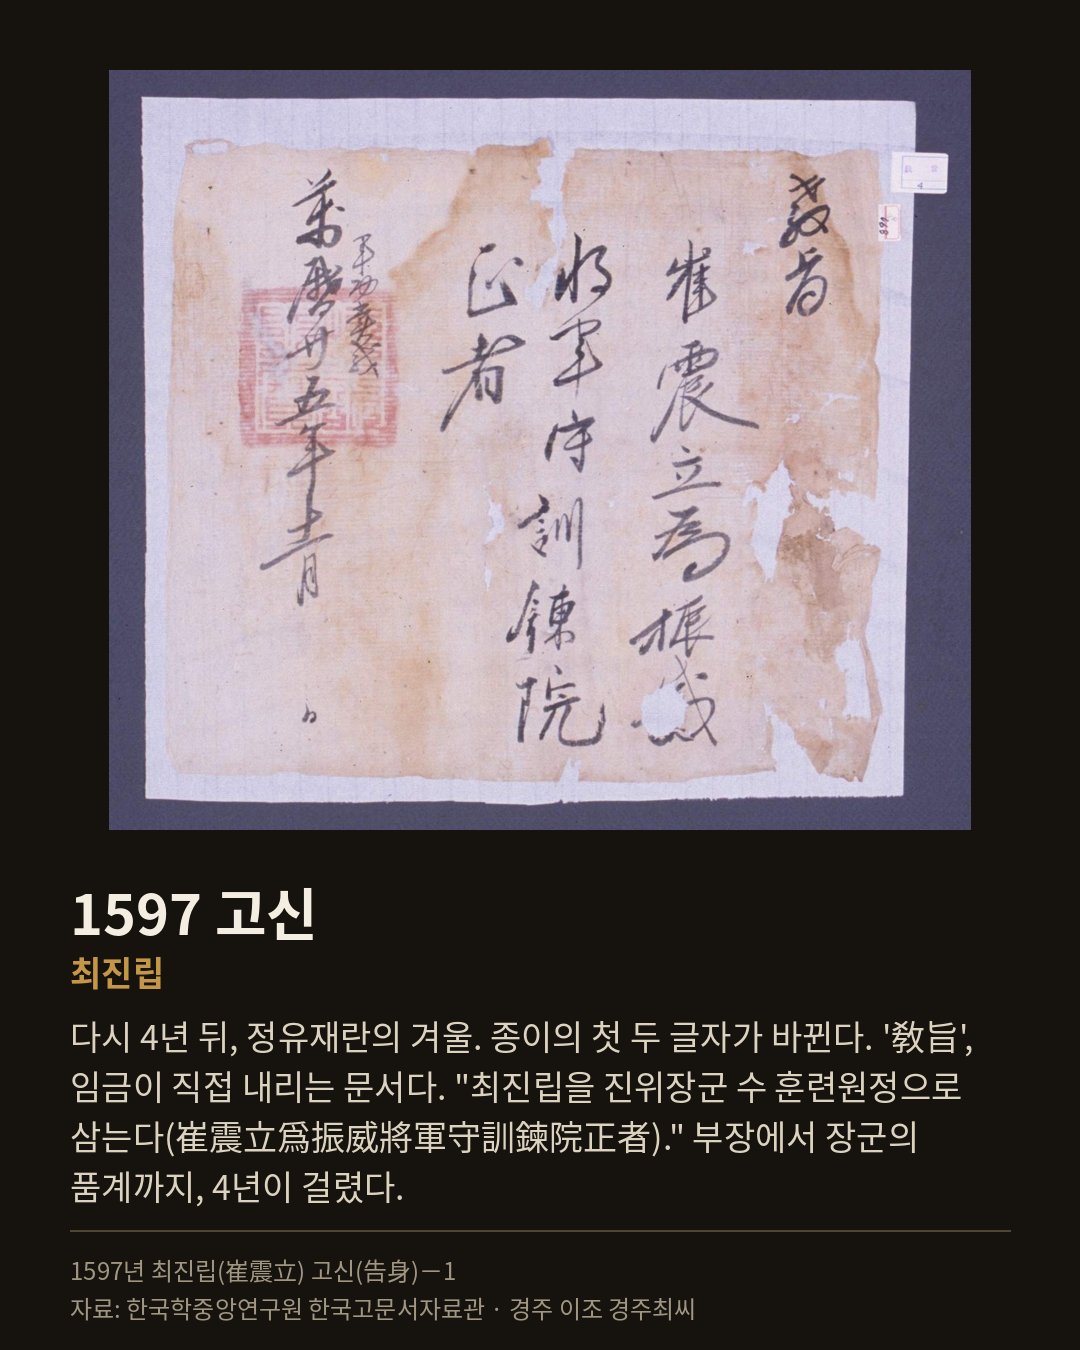 敎旨
崔震立爲振威
將軍守訓鍊院
正者
萬曆廿五年十一月 日
4
1597 고신
최진립
다시 4년 뒤, 정유재란의 겨울. 종이의 첫 두 글자가 바뀐다. '敎旨',
임금이 직접 내리는 문서다. "최진립을 진위장군 수 훈련원정으로
삼는다(崔震立爲振威將軍守訓鍊院正者)." 부장에서 장군의
품계까지, 4년이 걸렸다.
1597년 최진립(崔震立) 고신(告身)－1
자료: 한국학중앙연구원 한국고문서자료관 · 경주 이조 경주최씨